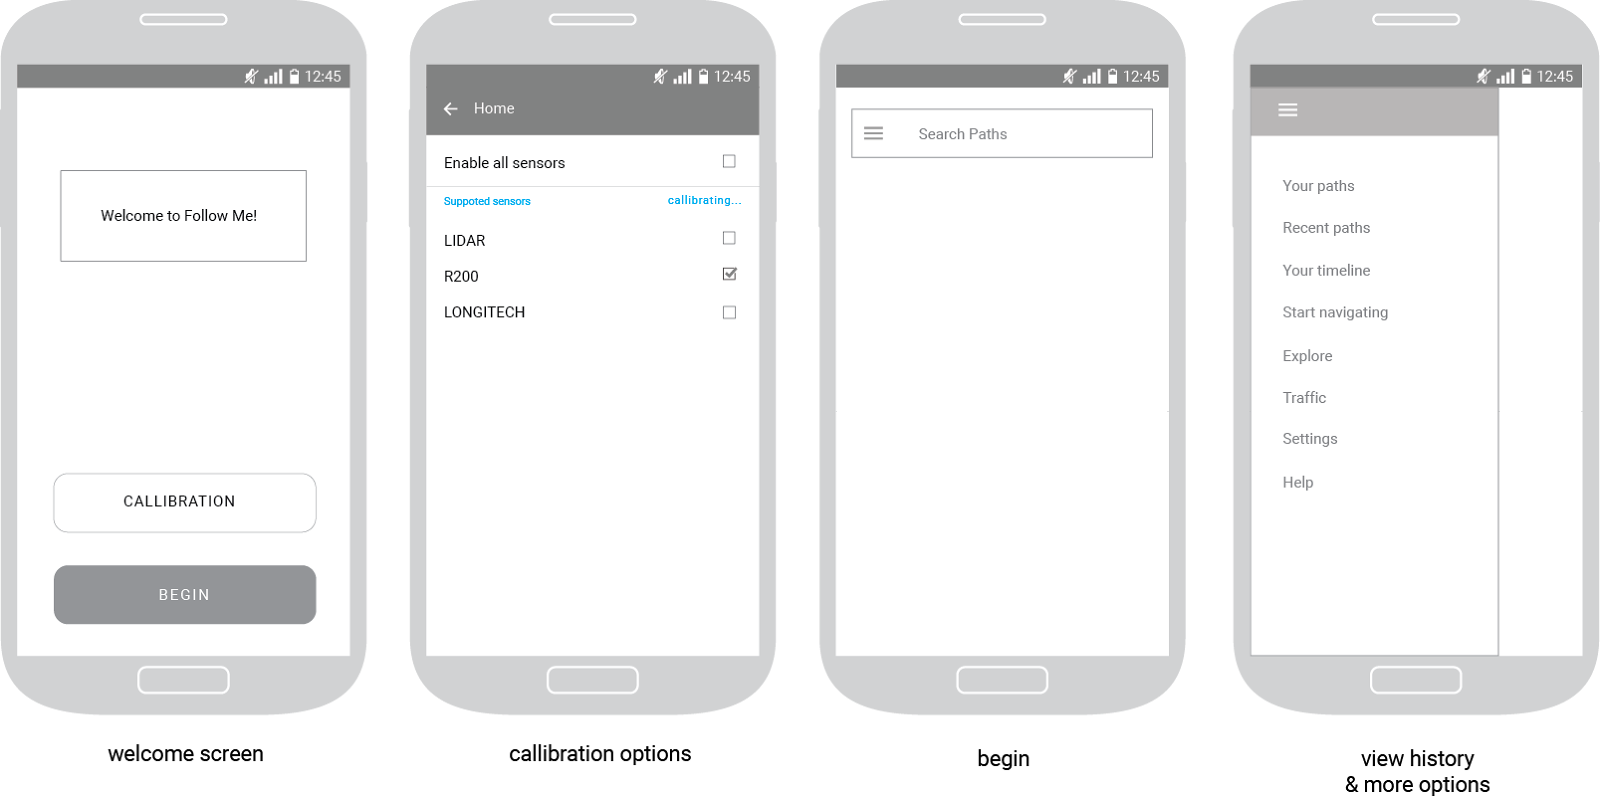 12:45
Welcome to Follow Me!
CALLIBRATION
BEGIN
welcome screen
12:45
Home
Enable all sensors
Suppoted sensors
callibrating...
LIDAR
R200
LONGITECH
callibration options
12:45
Search Paths
begin
12:45
Your paths
Recent paths
Your timeline
Start navigating
Explore
Traffic
Settings
Help
view history
& more options